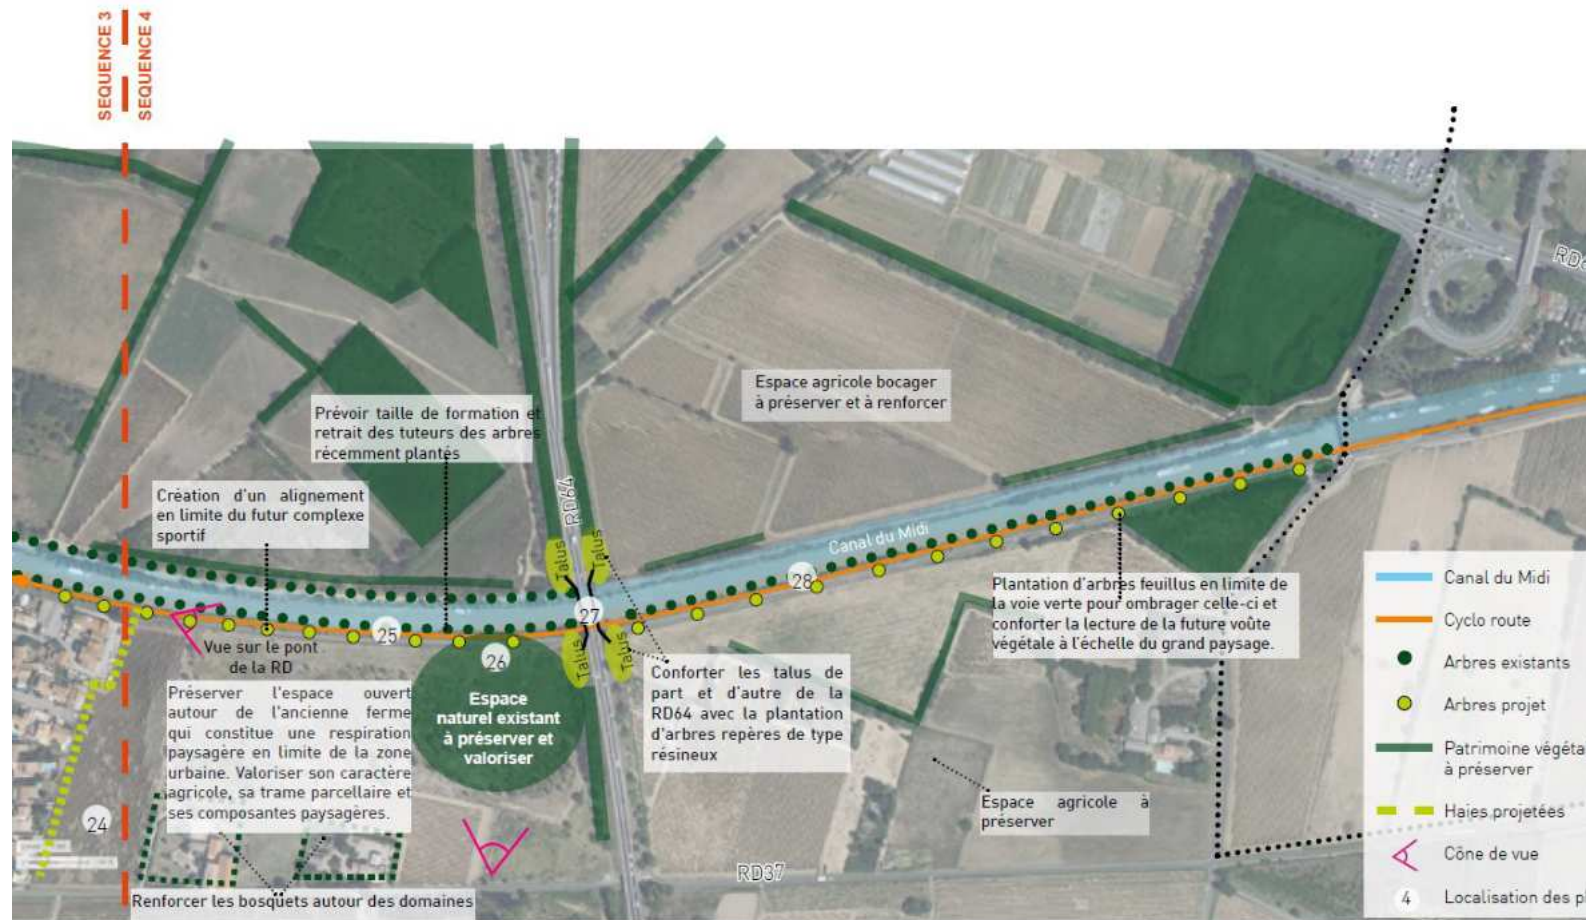 SEQUENCE 3
SEQUENCE 4
Prévoir taille de formation et
retrait des tuteurs des arbres
récemment plantés
Espace agricole bocager
à préserver et à renforcer
Création d'un alignement
en limite du futur complexe
sportif
RD64
Talus
Talus
Canal du Midi
27
28
25
26
Talus
Talus
Vue sur le pont
de la RD
Préserver l'espace ouvert
autour de l'ancienne ferme
qui constitue une respiration
paysagère en limite de la zone
urbaine. Valoriser son caractère
agricole, sa trame parcellaire et
ses composantes paysagères.
Espace
naturel existant
à préserver et
valoriser
Conforter les talus de
part et d'autre de la
RD64 avec la plantation
d'arbres repères de type
résineux
Plantation d'arbres feuillus en limite de
la voie verte pour ombrager celle-ci et
conforter la lecture de la future voûte
végétale à l'échelle du grand paysage.
Espace agricole à
préserver
24
RD37
Renforcer les bosquets autour des domaines
Canal du Midi
Cyclo route
Arbres existants
Arbres projet
Patrimoine végéta
à préserver
Haies projetées
Cône de vue
4 Localisation des p